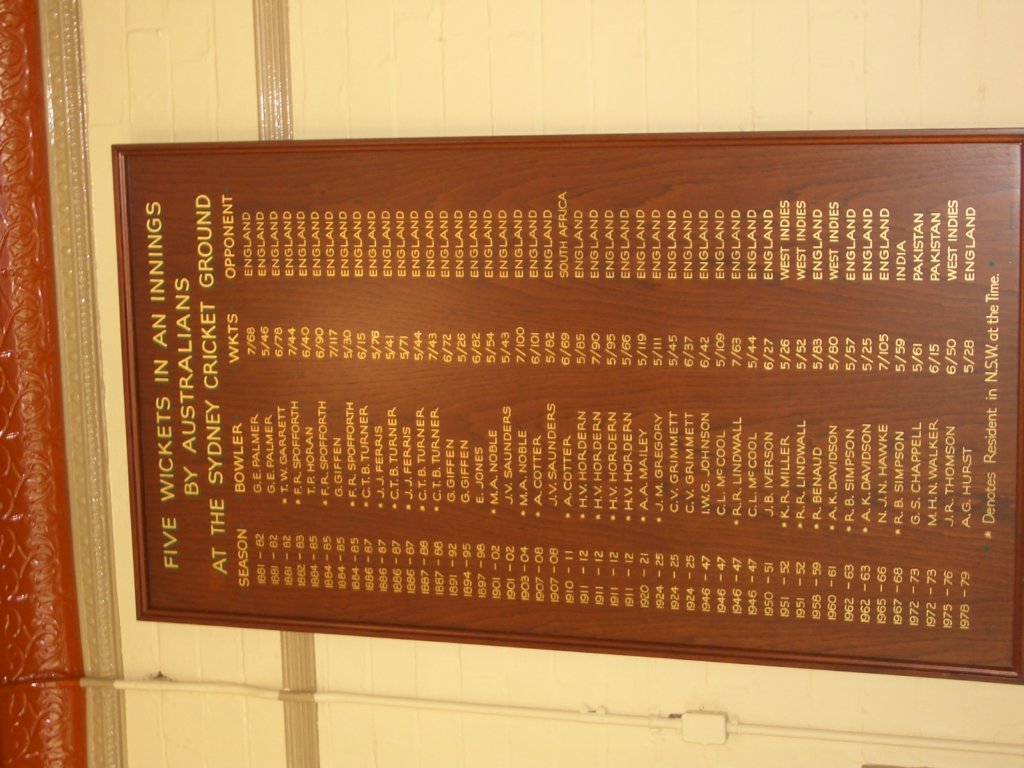 FIVE WICKETS IN AN INNINGS
BY AUSTRALIANS
AT THE SYDNEY CRICKET GROUND
SEASON BOWLER WKTS OPPONENT
1881 - 82 G.E. PALMER 7/68 ENGLAND
1881 - 82 G.E. PALMER 5/46 ENGLAND
1881 - 82 * T.W. GARRETT 6/78 ENGLAND
1882 - 83 * F.R. SPOFFORTH 7/44 ENGLAND
1884 - 85 T.P. HORAN 6/40 ENGLAND
1884 - 85 * F.R. SPOFFORTH 6/90 ENGLAND
1884 - 85 G. GIFFEN 7/117 ENGLAND
1884 - 85 * F.R. SPOFFORTH 5/30 ENGLAND
1886 - 87 * C.T.B. TURNER 6/15 ENGLAND
1886 - 87 * J.J. FERRIS 5/76 ENGLAND
1886 - 87 * C.T.B. TURNER 5/41 ENGLAND
1886 - 87 * J.J. FERRIS 5/71 ENGLAND
1887 - 88 * C.T.B. TURNER 5/44 ENGLAND
1887 - 88 * C.T.B. TURNER 7/43 ENGLAND
1891 - 92 G. GIFFEN 6/72 ENGLAND
1894 - 95 G. GIFFEN 5/26 ENGLAND
1897 - 98 E. JONES 6/82 ENGLAND
1901 - 02 * M.A. NOBLE 5/54 ENGLAND
1901 - 02 J.V. SAUNDERS 5/43 ENGLAND
1903 - 04 * M.A. NOBLE 7/100 ENGLAND
1907 - 08 * A. COTTER 6/101 ENGLAND
1907 - 08 J.V. SAUNDERS 5/82 ENGLAND
1910 - 11 * A. COTTER 6/69 SOUTH AFRICA
1911 - 12 * H.V. HORDERN 5/85 ENGLAND
1911 - 12 * H.V. HORDERN 7/90 ENGLAND
1911 - 12 * H.V. HORDERN 5/95 ENGLAND
1911 - 12 * H.V. HORDERN 5/66 ENGLAND
1920 - 21 * A.A. MAILEY 5/119 ENGLAND
1924 - 25 * J.M. GREGORY 5/111 ENGLAND
1924 - 25 C.V. GRIMMETT 5/45 ENGLAND
1924 - 25 C.V. GRIMMETT 6/37 ENGLAND
1946 - 47 I.W.G. JOHNSON 6/42 ENGLAND
1946 - 47 C.L. McCOOL 5/109 ENGLAND
1946 - 47 * R.R. LINDWALL 7/63 ENGLAND
1946 - 47 C.L. McCOOL 5/44 ENGLAND
1950 - 51 J.B. IVERSON 6/27 ENGLAND
1951 - 52 * K.R. MILLER 5/26 WEST INDIES
1951 - 52 * R.R. LINDWALL 5/52 WEST INDIES
1958 - 59 * R. BENAUD 5/83 ENGLAND
1960 - 61 * A.K. DAVIDSON 5/80 WEST INDIES
1962 - 63 * R.B. SIMPSON 5/57 ENGLAND
1962 - 63 * A.K. DAVIDSON 5/25 ENGLAND
1965 - 66 N.J.N. HAWKE 7/105 ENGLAND
1967 - 68 * R.B. SIMPSON 5/59 INDIA
1972 - 73 G.S. CHAPPELL 5/61 PAKISTAN
1972 - 73 M.H.N. WALKER 6/15 PAKISTAN
1975 - 76 J.R. THOMSON 6/50 WEST INDIES
1978 - 79 A.G. HURST 5/28 ENGLAND
* Denotes Resident in N.S.W. at the Time.